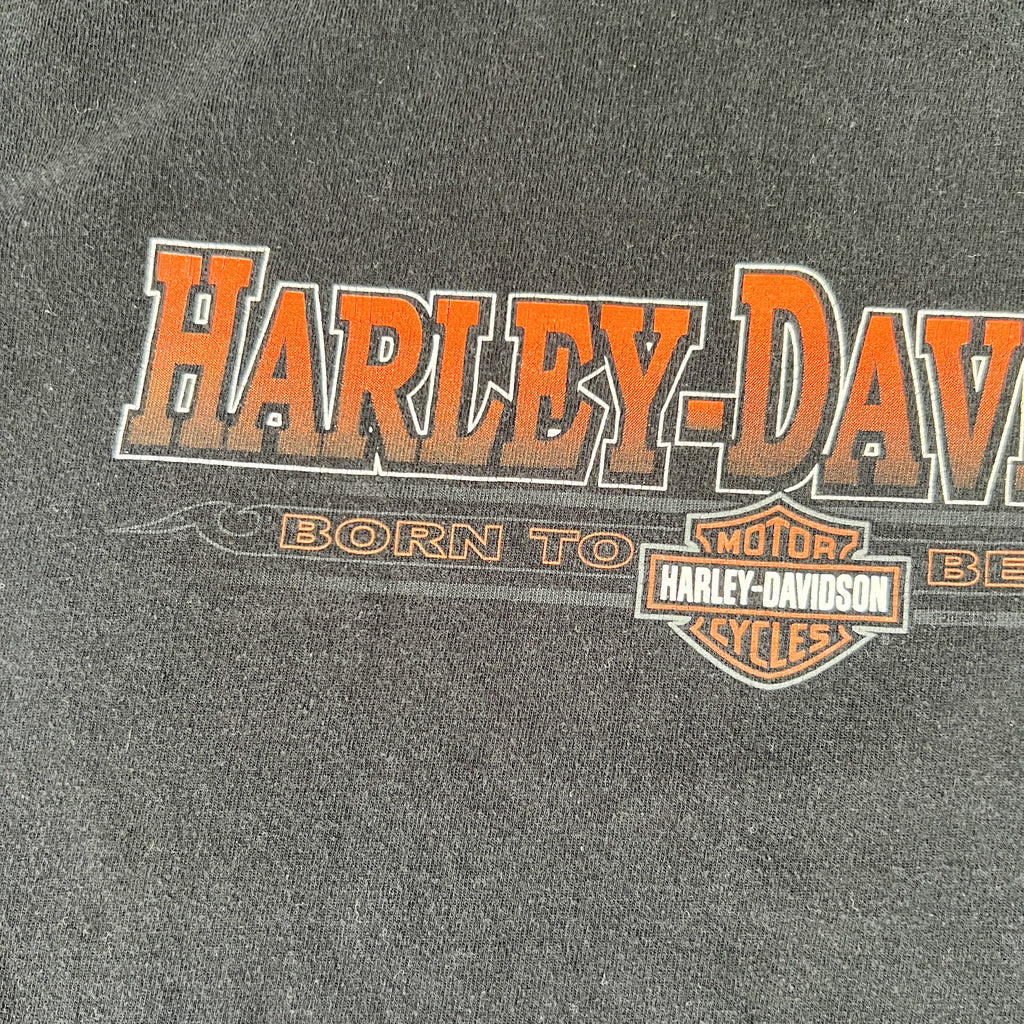 HARLEY-DAV
BORN TO BE
MOTOR
HARLEY-DAVIDSON
CYCLES